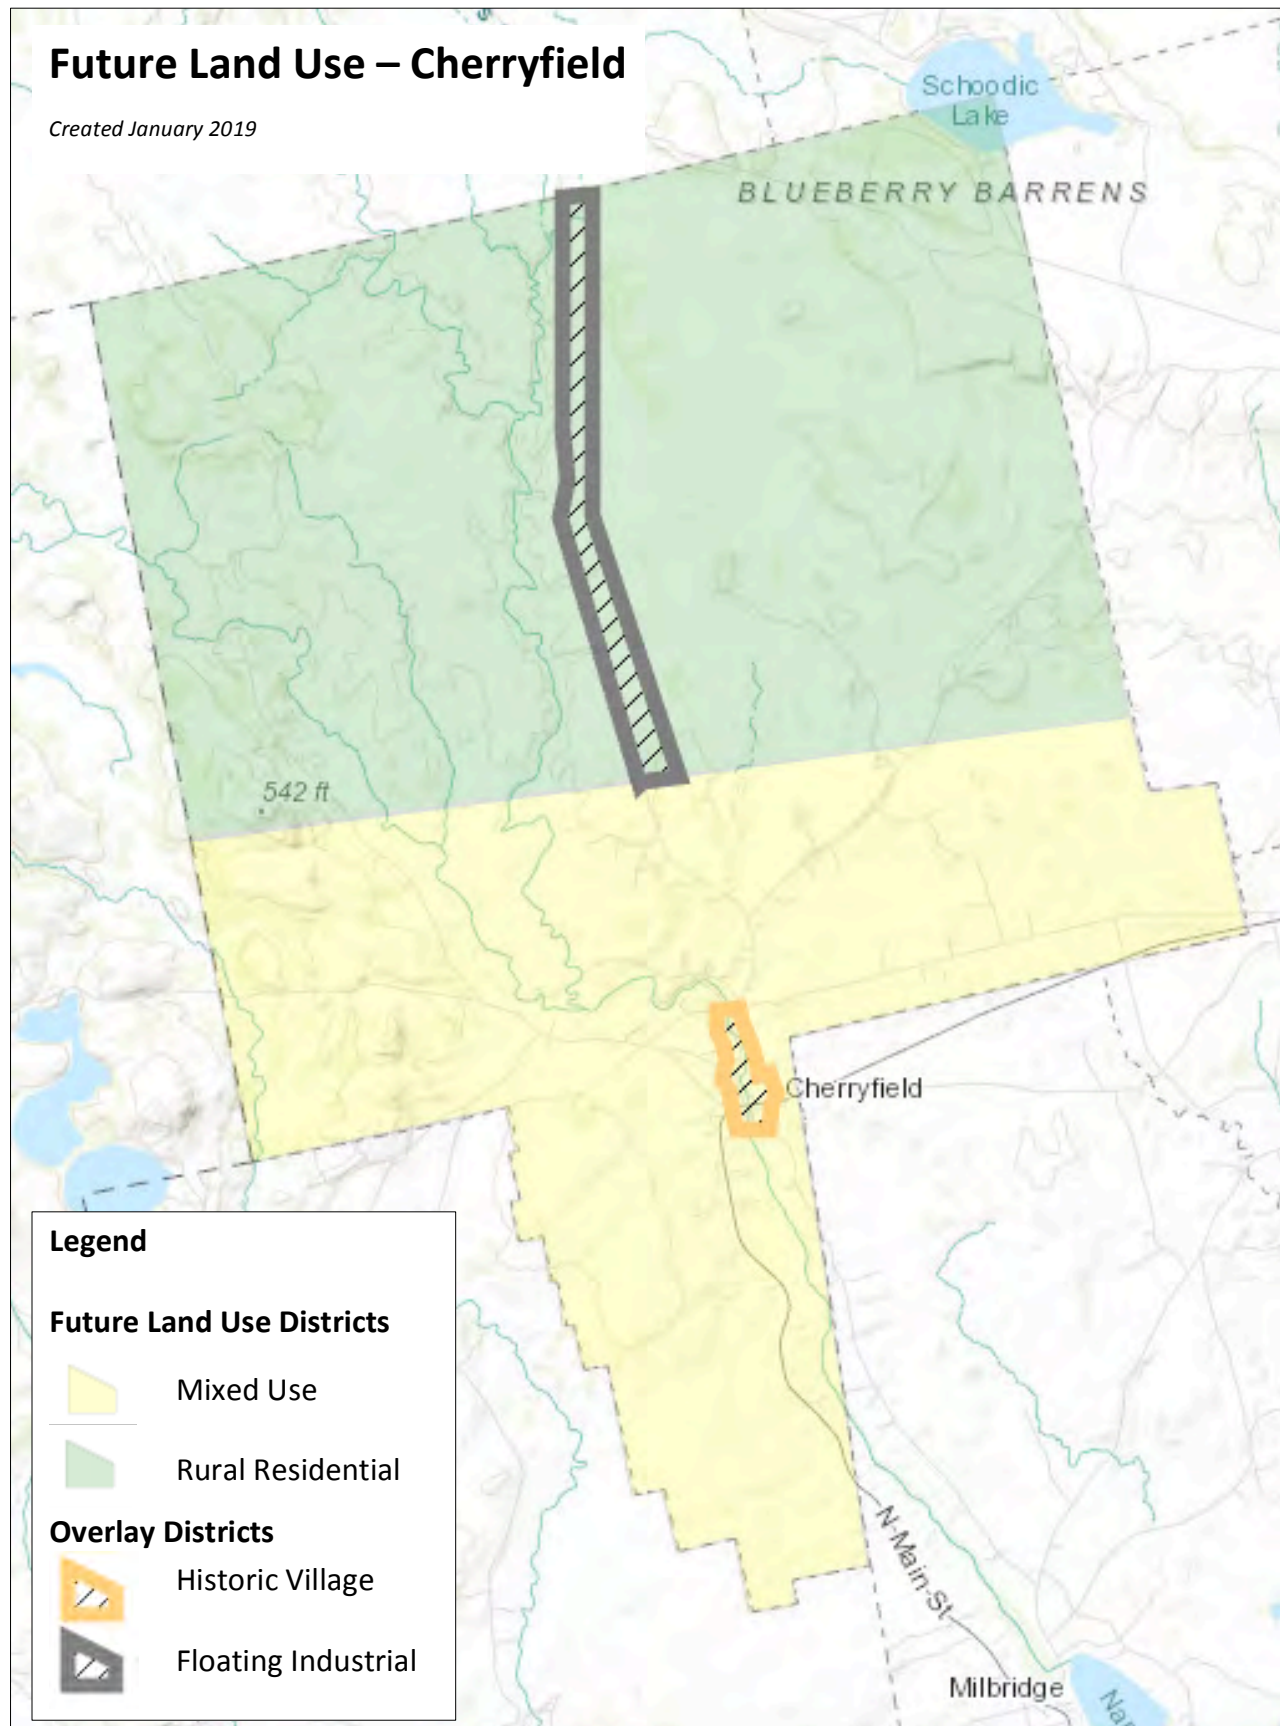 Future Land Use – Cherryfield
Created January 2019
Schoodic
Lake
BLUEBERRY BARRENS
542 ft
Cherryfield
Legend
Future Land Use Districts
Mixed Use
Rural Residential
Overlay Districts
Historic Village
Floating Industrial
N-Main-St
Milbridge
Na